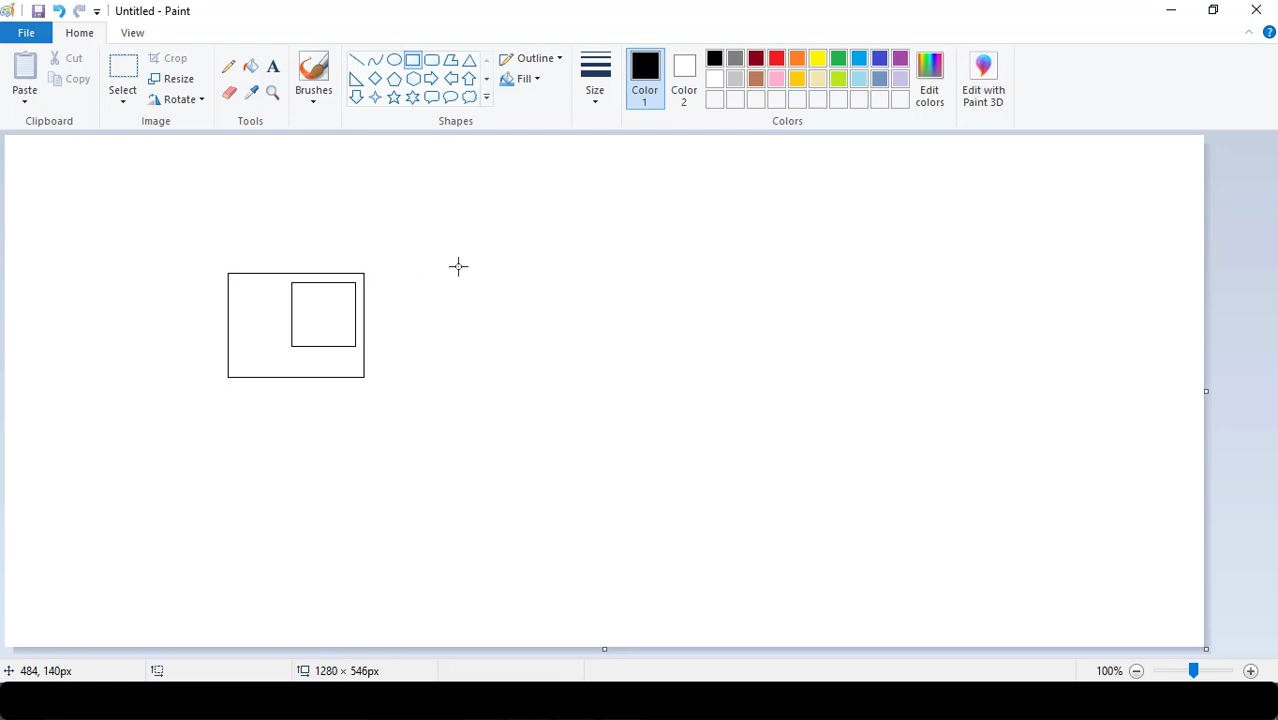 Untitled - Paint
File Home View
Cut
Copy
Paste
Clipboard
Crop
Resize
Rotate
Select
Image
A
Tools
Brushes
Outline
Fill
Shapes
Size
Color 1
Color 2
Edit colors
Colors
Edit with Paint 3D
484, 140px
1280 × 546px
100%